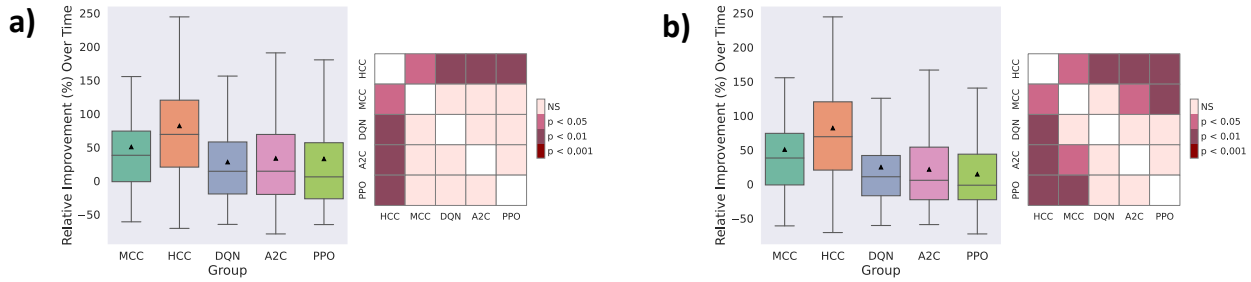 a)
Relative Improvement (%) Over Time
250
200
150
100
50
0
−50
MCC HCC DQN A2C PPO
Group
HCC
MCC
DQN
A2C
PPO
HCC MCC DQN A2C PPO
NS
p < 0.05
p < 0.01
p < 0,001
b)
Relative Improvement (%) Over Time
250
200
150
100
50
0
−50
MCC HCC DQN A2C PPO
Group
HCC
MCC
DQN
A2C
PPO
HCC MCC DQN A2C PPO
NS
p < 0.05
p < 0.01
p < 0,001